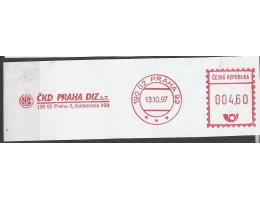 ČKD PRAHA DIZ a.s.
190 02 PRAHA 92
13.10.97
ČESKÁ REPUBLIKA
004,60